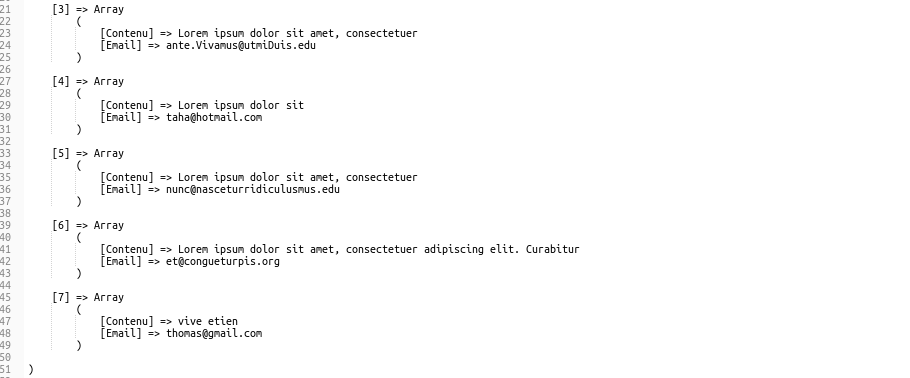 21 [3] => Array
22 (
23 [Contenu] => Lorem ipsum dolor sit amet, consectetuer
24 [Email] => ante.Vivamus@utmiDuis.edu
25 )
26
27 [4] => Array
28 (
29 [Contenu] => Lorem ipsum dolor sit
30 [Email] => taha@hotmail.com
31 )
32
33 [5] => Array
34 (
35 [Contenu] => Lorem ipsum dolor sit amet, consectetuer
36 [Email] => nunc@nasceturridiculusmus.edu
37 )
38
39 [6] => Array
40 (
41 [Contenu] => Lorem ipsum dolor sit amet, consectetuer adipiscing elit. Curabitur
42 [Email] => et@congueturpis.org
43 )
44
45 [7] => Array
46 (
47 [Contenu] => vive etien
48 [Email] => thomas@gmail.com
49 )
50
51 )